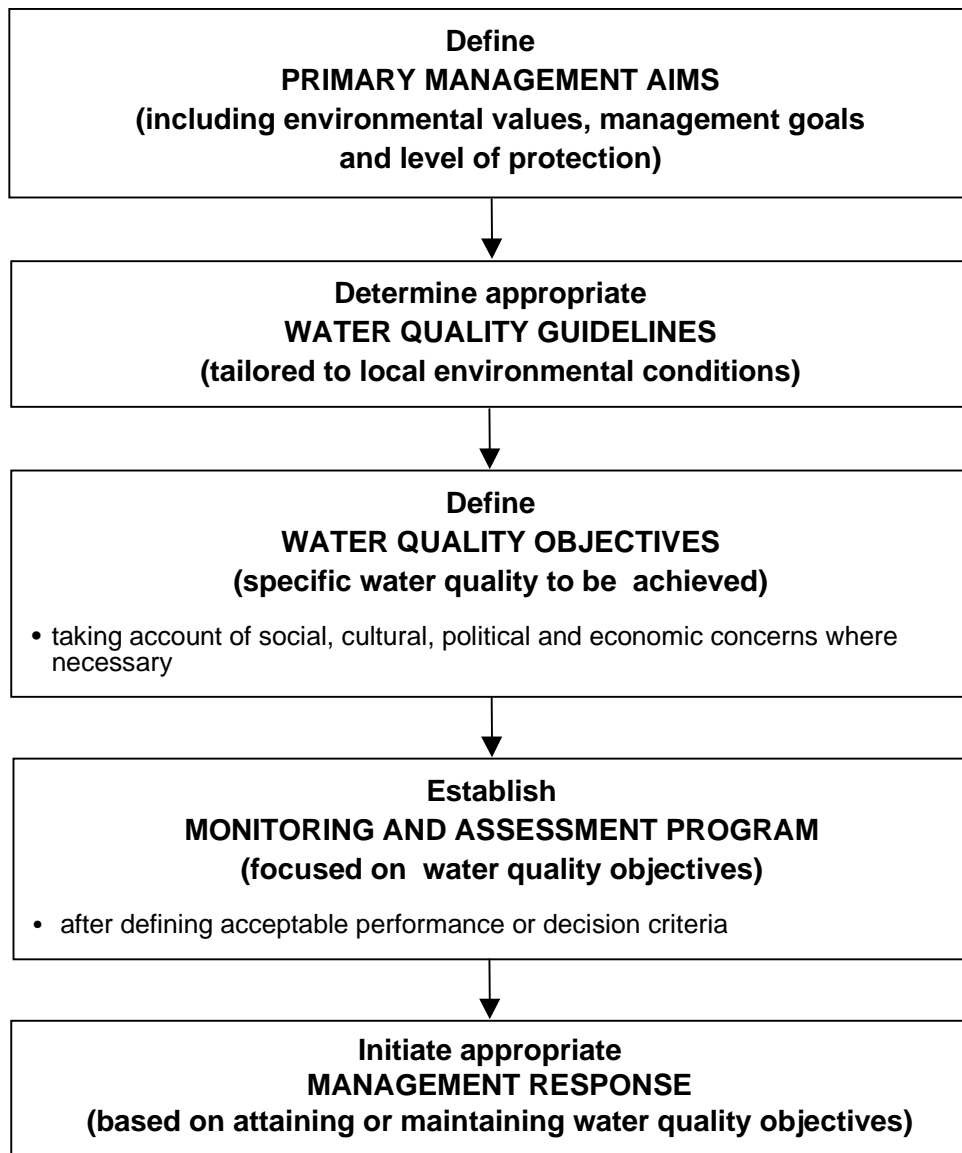 Define
PRIMARY MANAGEMENT AIMS
(including environmental values, management goals
and level of protection)
Determine appropriate
WATER QUALITY GUIDELINES
(tailored to local environmental conditions)
Define
WATER QUALITY OBJECTIVES
(specific water quality to be achieved)
• taking account of social, cultural, political and economic concerns where
necessary
Establish
MONITORING AND ASSESSMENT PROGRAM
(focused on water quality objectives)
• after defining acceptable performance or decision criteria
Initiate appropriate
MANAGEMENT RESPONSE
(based on attaining or maintaining water quality objectives)